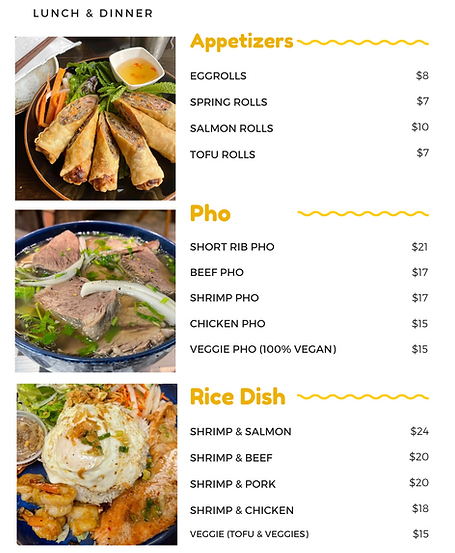 LUNCH & DINNER
Appetizers
EGGROLLS $8
SPRING ROLLS $7
SALMON ROLLS $10
TOFU ROLLS $7
Pho
SHORT RIB PHO $21
BEEF PHO $17
SHRIMP PHO $17
CHICKEN PHO $15
VEGGIE PHO (100% VEGAN) $15
Rice Dish
SHRIMP & SALMON $24
SHRIMP & BEEF $20
SHRIMP & PORK $20
SHRIMP & CHICKEN $18
VEGGIE (TOFU & VEGGIES) $15